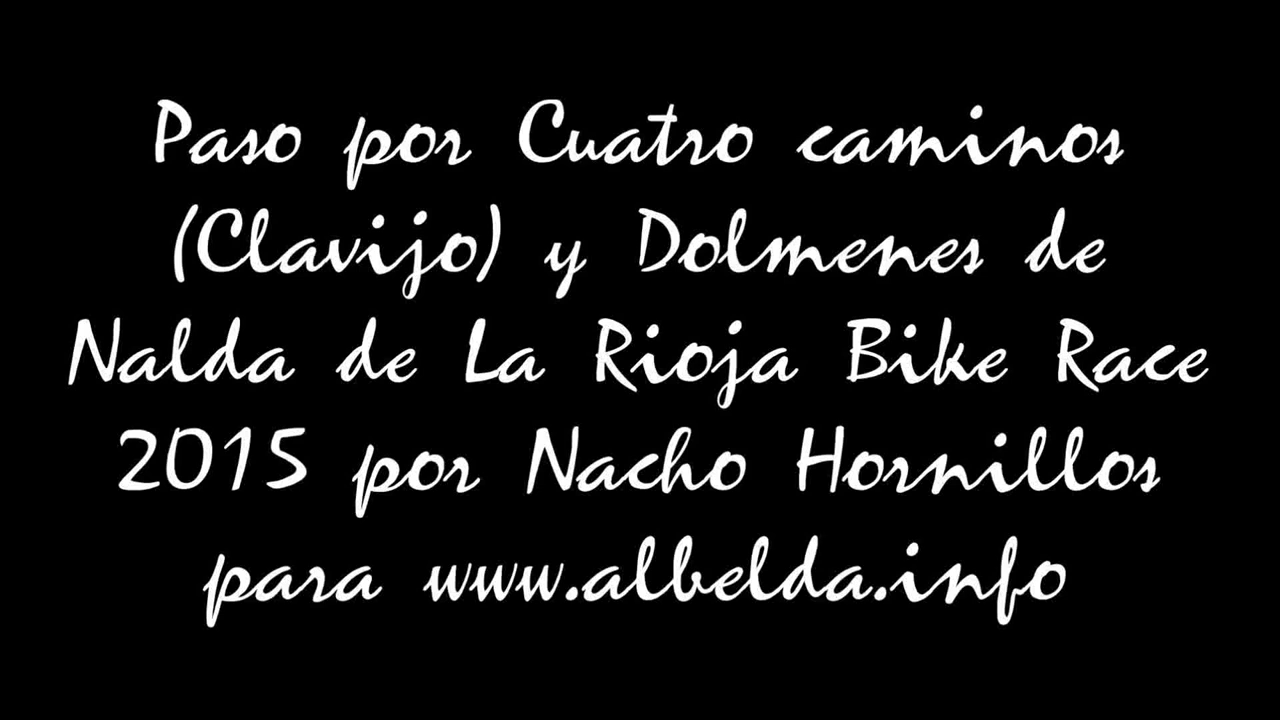 Paso por Cuatro caminos
(Clavijo) y Dolmenes de
Nalda de La Rioja Bike Race
2015 por Nacho Hornillos
para www.albelda.info